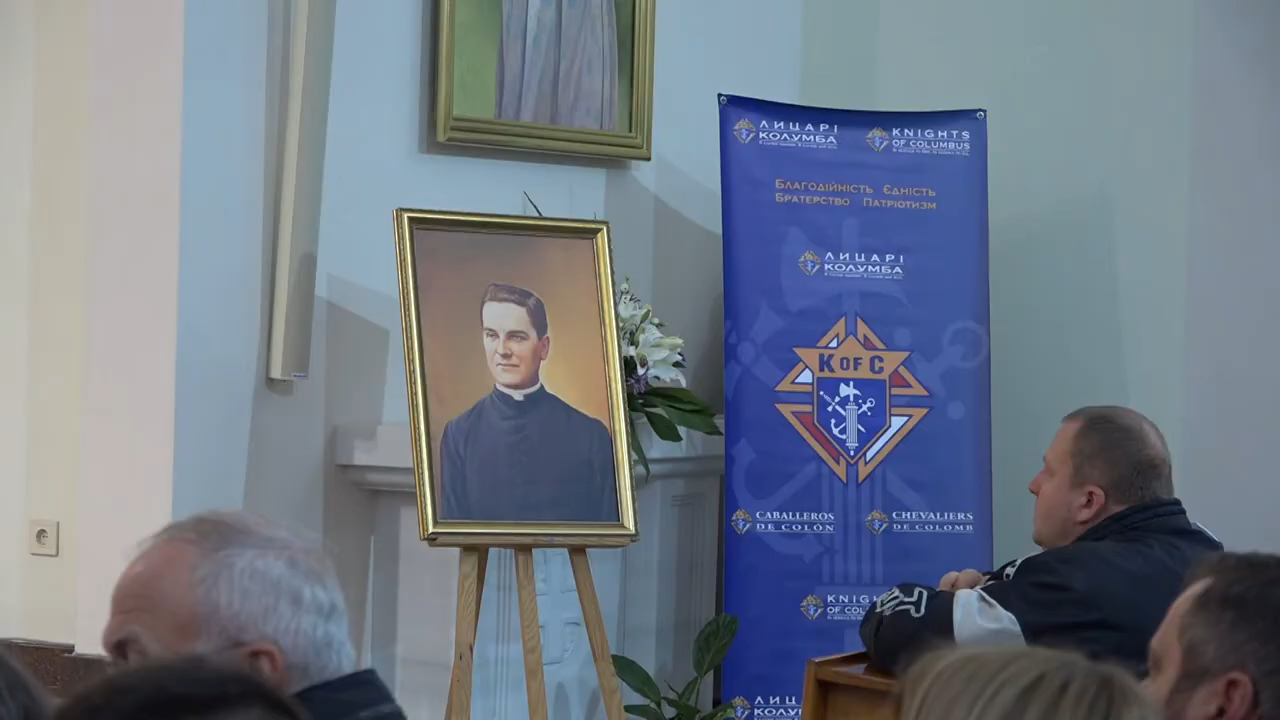 ЛИЦАРІ
КОЛУМБА
KNIGHTS
OF COLUMBUS
БЛАГОДІЙНІСТЬ ЄДНІСТЬ
БРАТЕРСТВО ПАТРІОТИЗМ
ЛИЦАРІ
КОЛУМБА
K OF C
CABALLEROS
DE COLÓN
CHEVALIERS
DE COLOMB